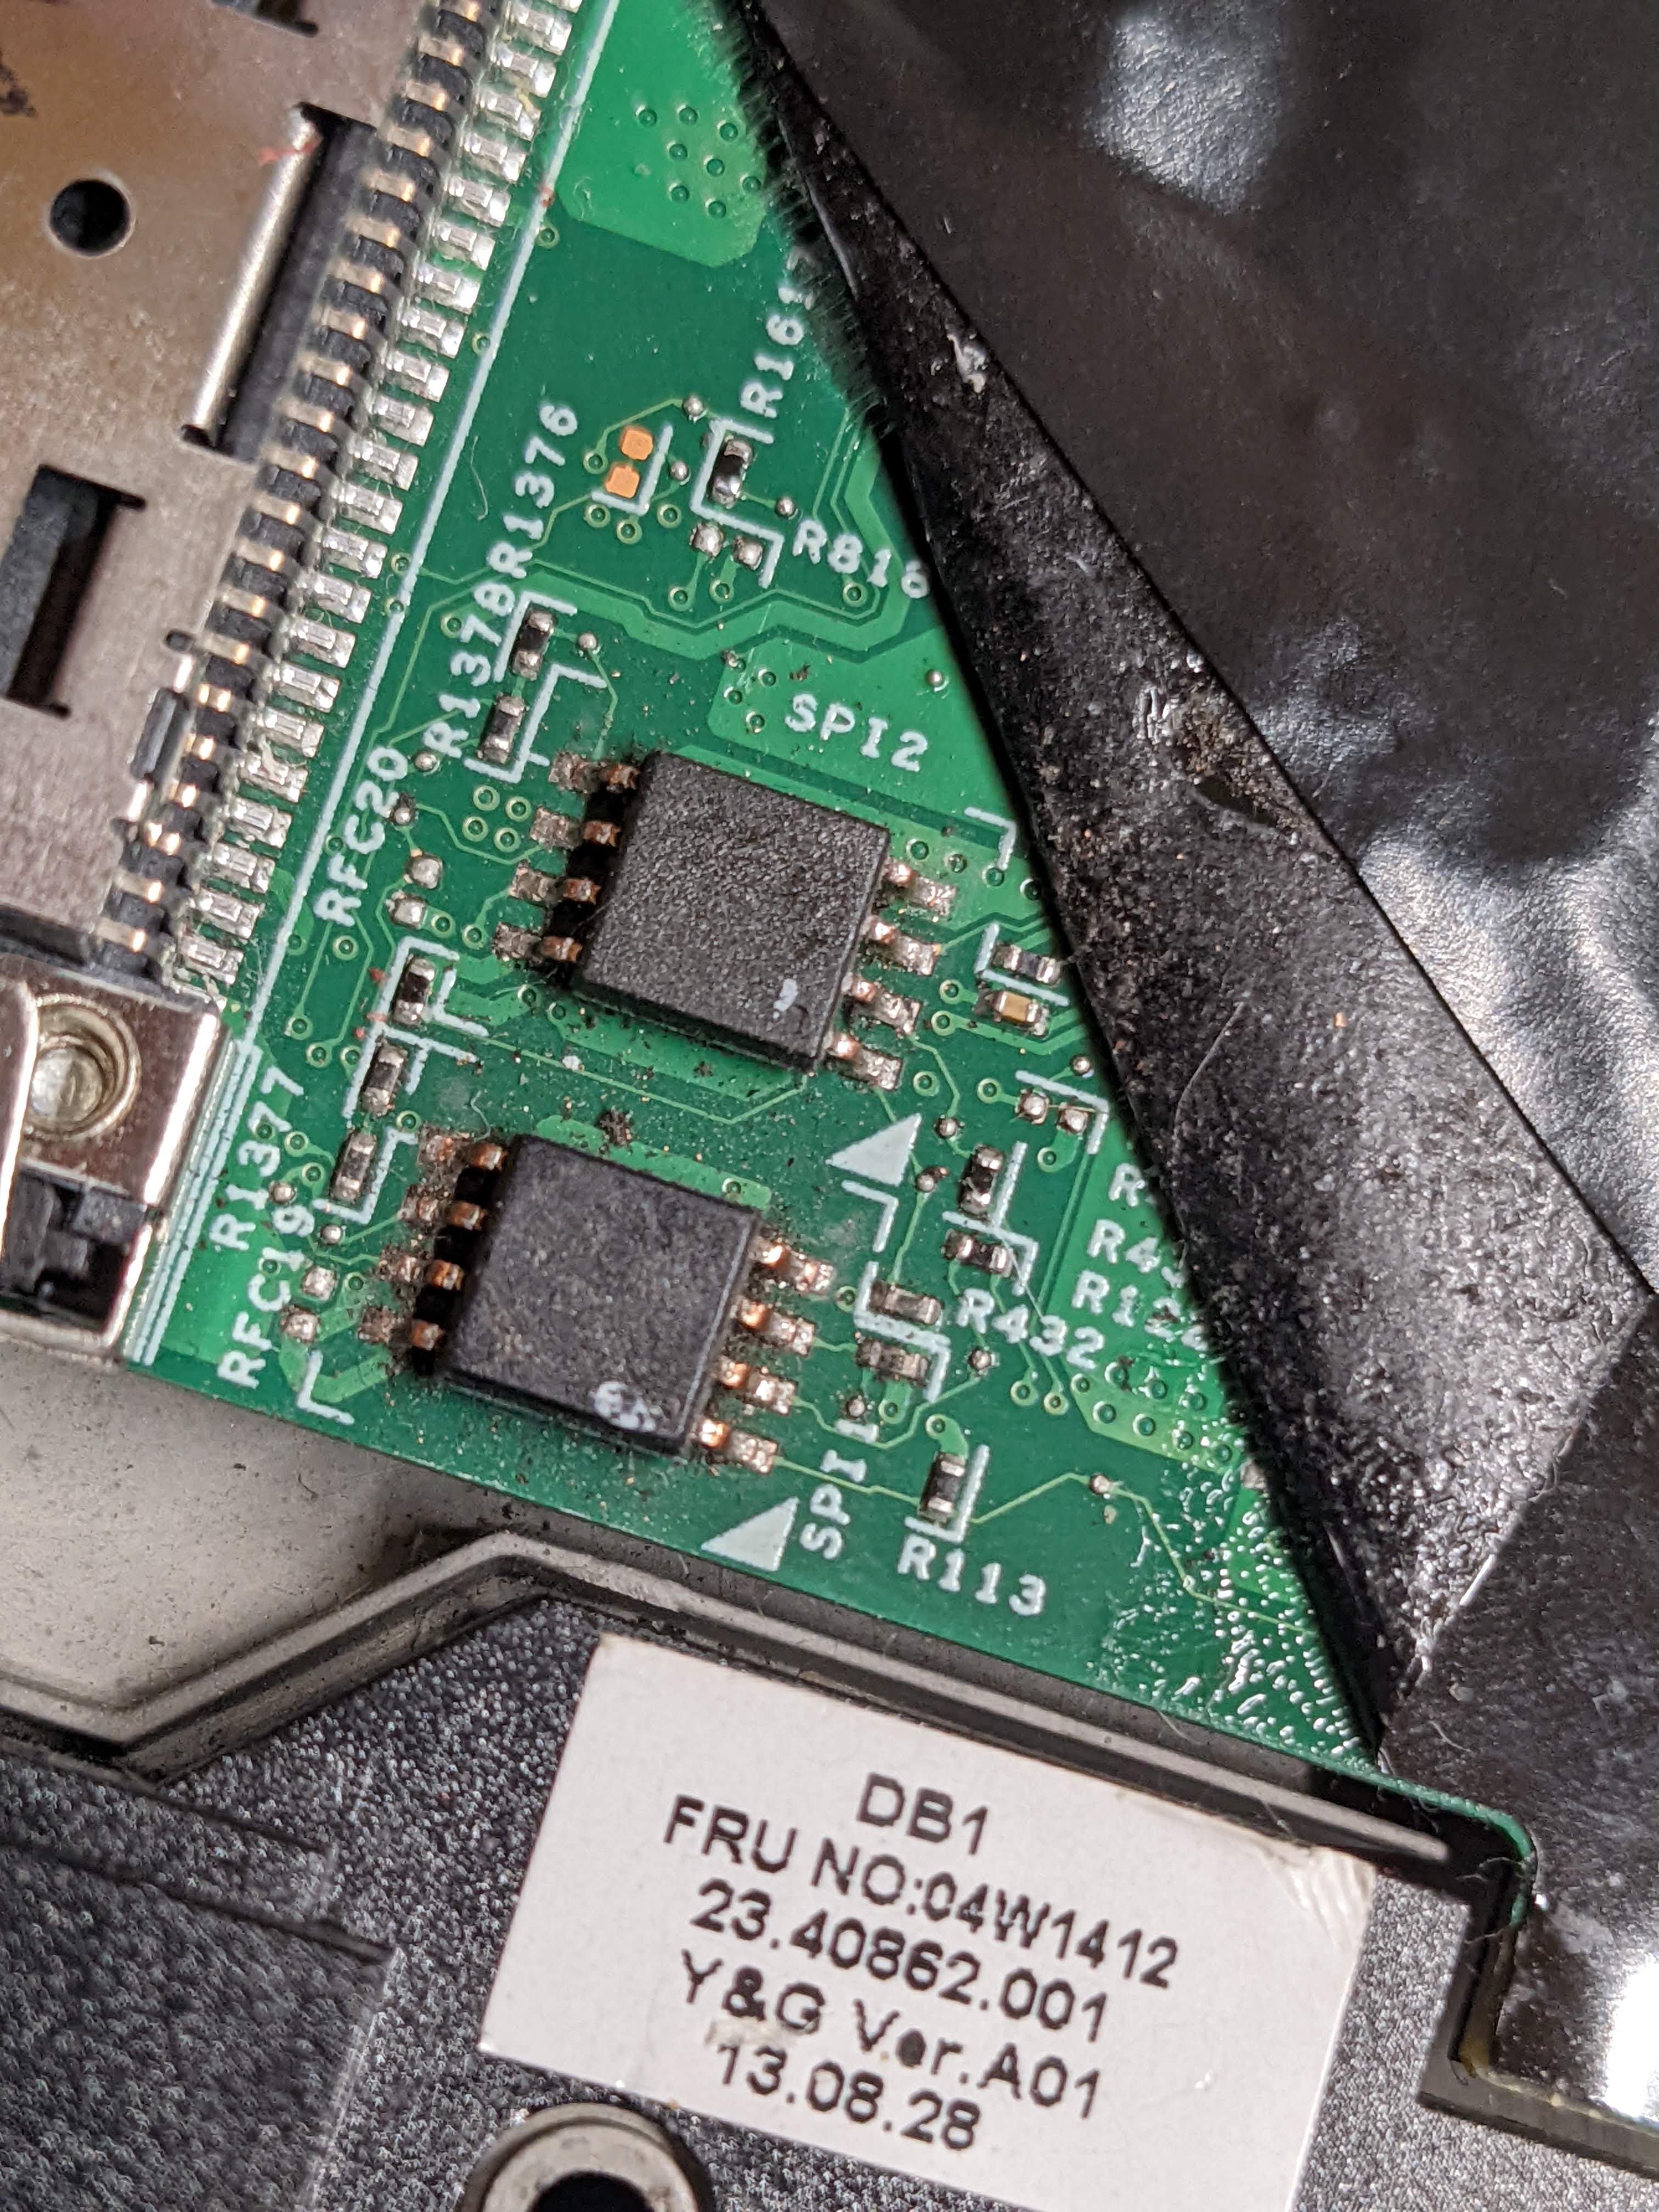 R1376
R1378
R816
SPI2
RFC20
R1377
RFC19
R432
SPI1
R113
DB1
FRU NO:04W1412
23.40862.001
Y&G Ver.A01
13.08.28